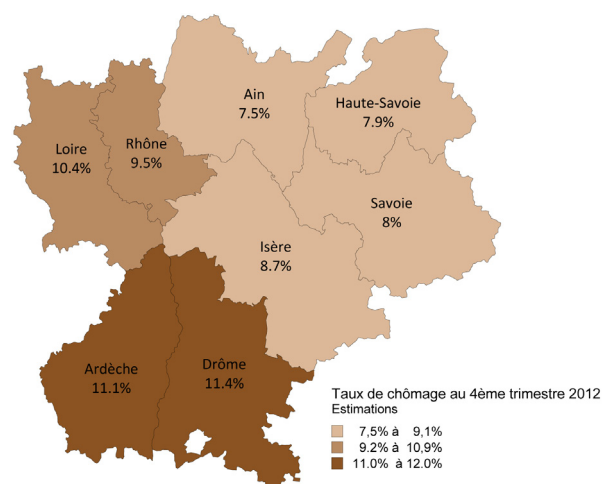 Ain
7.5%
Haute-Savoie
7.9%
Loire
10.4%
Rhône
9.5%
Savoie
8%
Isère
8.7%
Ardèche
11.1%
Drôme
11.4%
Taux de chômage au 4ème trimestre 2012
Estimations
7,5% à 9,1%
9.2% à 10,9%
11.0% à 12.0%